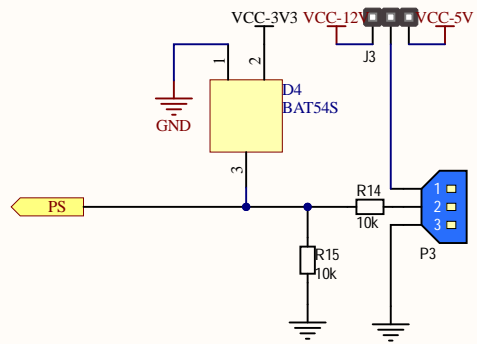 VCC-3V3
VCC-12V
VCC-5V
J3
1
2
D4
BAT54S
GND
3
PS
R14
10k
1
2
3
P3
R15
10k